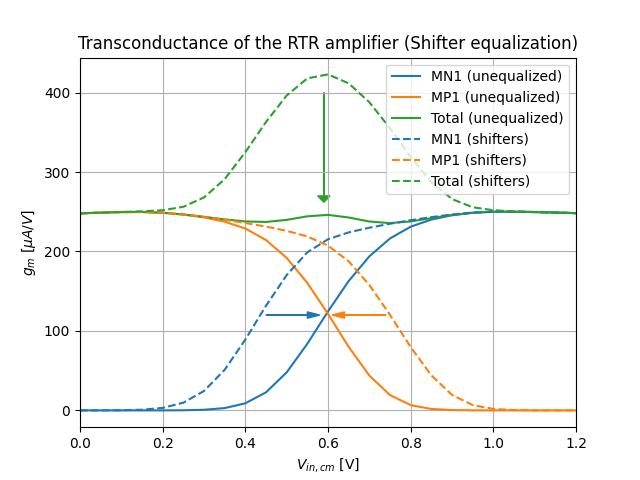 Transconductance of the RTR amplifier (Shifter equalization)
MN1 (unequalized)
MP1 (unequalized)
Total (unequalized)
MN1 (shifters)
MP1 (shifters)
Total (shifters)
400
300
200
100
0
g_m [μA/V]
0.0 0.2 0.4 0.6 0.8 1.0 1.2
V_{in,cm} [V]